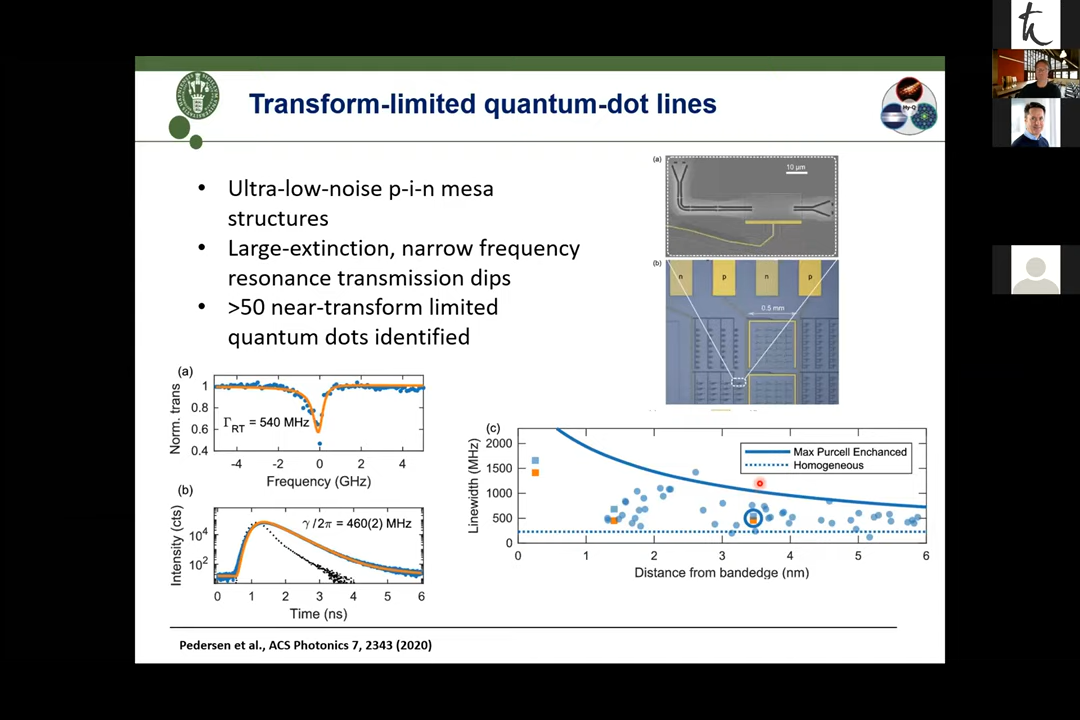 Transform-limited quantum-dot lines
Hy-Q
• Ultra-low-noise p-i-n mesa
structures
• Large-extinction, narrow frequency
resonance transmission dips
• >50 near-transform limited
quantum dots identified
(a)
10 μm
(b)
n p n p
0.5 mm
(a)
Norm. trans
1
0.8
0.6
0.4
Γ_RT = 540 MHz
-4 -2 0 2 4
Frequency (GHz)
(b)
Intensity (cts)
10^4
10^2
γ/2π = 460(2) MHz
0 1 2 3 4 5 6
Time (ns)
(c)
Linewidth (MHz)
2000
1500
1000
500
0
Max Purcell Enchanced
Homogeneous
0 1 2 3 4 5 6
Distance from bandedge (nm)
Pedersen et al., ACS Photonics 7, 2343 (2020)